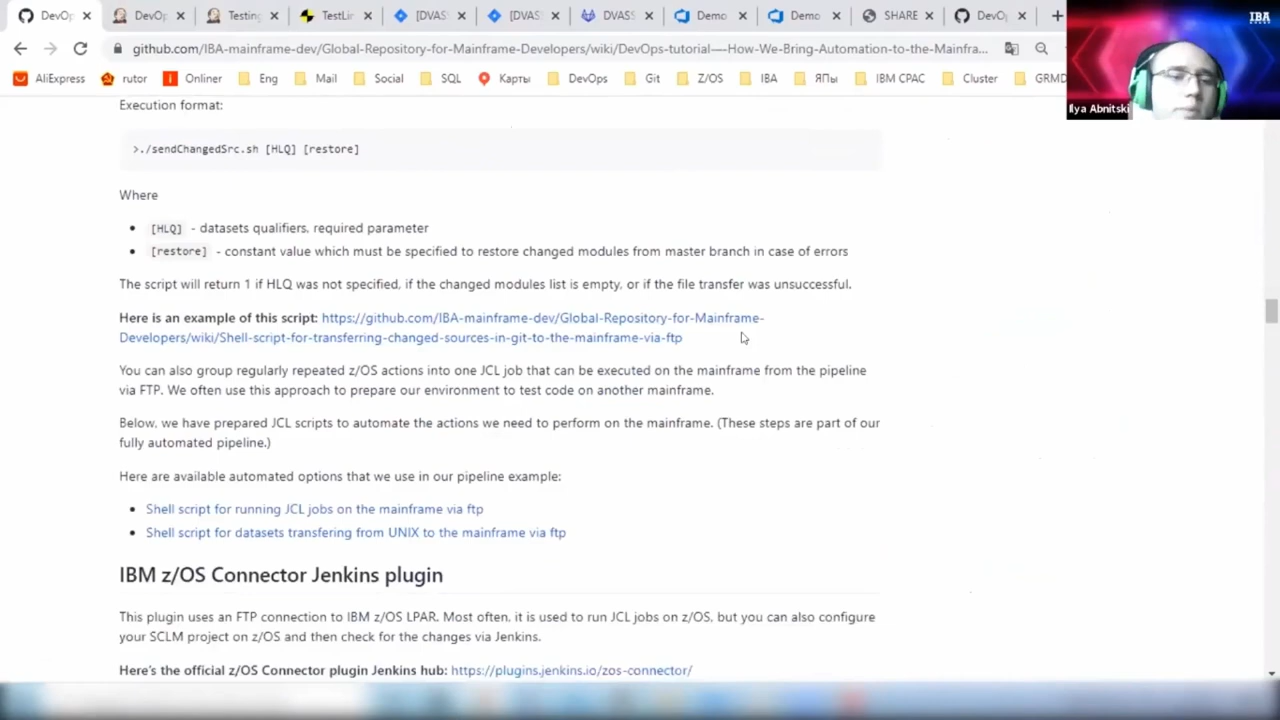 DevOp
DevOp
Testing
TestLin
[DVAS
[DVAS
DVASS
Demo
Demo
SHARE
DevOp
IBA
github.com/IBA-mainframe-dev/Global-Repository-for-Mainframe-Developers/wiki/DevOps-tutorial-—-How-We-Bring-Automation-to-the-Mainfra...
AliExpress
rutor
Onliner
Eng
Mail
Social
SQL
Карты
DevOps
Git
Z/OS
IBA
ЯПы
IBM CPAC
Cluster
GRMD
Ilya Abnitski
Execution format:
>./sendChangedSrc.sh [HLQ] [restore]
Where
[HLQ] - datasets qualifiers, required parameter
[restore] - constant value which must be specified to restore changed modules from master branch in case of errors
The script will return 1 if HLQ was not specified, if the changed modules list is empty, or if the file transfer was unsuccessful.
Here is an example of this script: https://github.com/IBA-mainframe-dev/Global-Repository-for-Mainframe-
Developers/wiki/Shell-script-for-transferring-changed-sources-in-git-to-the-mainframe-via-ftp
You can also group regularly repeated z/OS actions into one JCL job that can be executed on the mainframe from the pipeline
via FTP. We often use this approach to prepare our environment to test code on another mainframe.
Below, we have prepared JCL scripts to automate the actions we need to perform on the mainframe. (These steps are part of our
fully automated pipeline.)
Here are available automated options that we use in our pipeline example:
Shell script for running JCL jobs on the mainframe via ftp
Shell script for datasets transfering from UNIX to the mainframe via ftp
IBM z/OS Connector Jenkins plugin
This plugin uses an FTP connection to IBM z/OS LPAR. Most often, it is used to run JCL jobs on z/OS, but you can also configure
your SCLM project on z/OS and then check for the changes via Jenkins.
Here's the official z/OS Connector plugin Jenkins hub: https://plugins.jenkins.io/zos-connector/